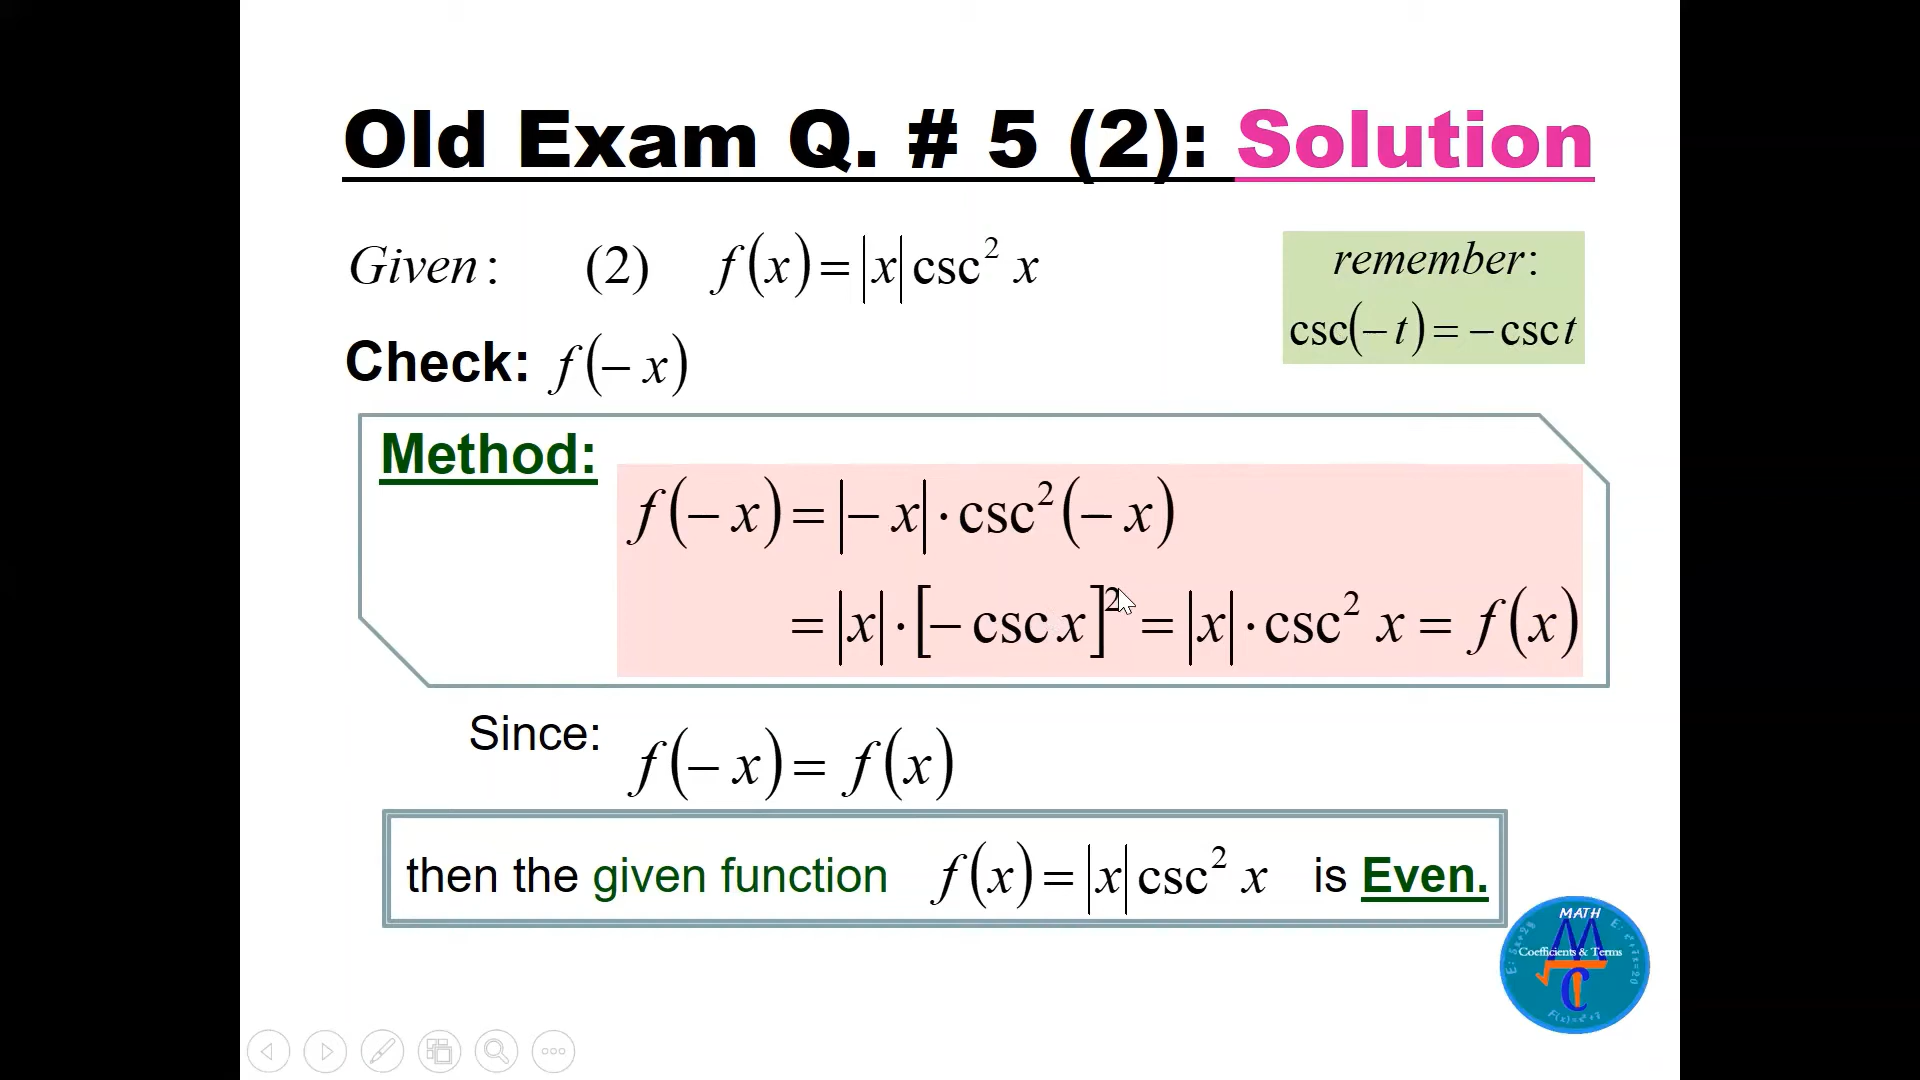 Old Exam Q. # 5 (2): Solution
Given: (2) f(x) = |x| csc² x
remember:
csc(− t) = − csc t
Check: f(− x)
Method:
f(− x) = |− x| · csc²(− x)
= |x| · [− csc x]² = |x| · csc² x = f(x)
Since: f(− x) = f(x)
then the given function f(x) = |x| csc² x is Even.
MATH
Coefficients & Terms